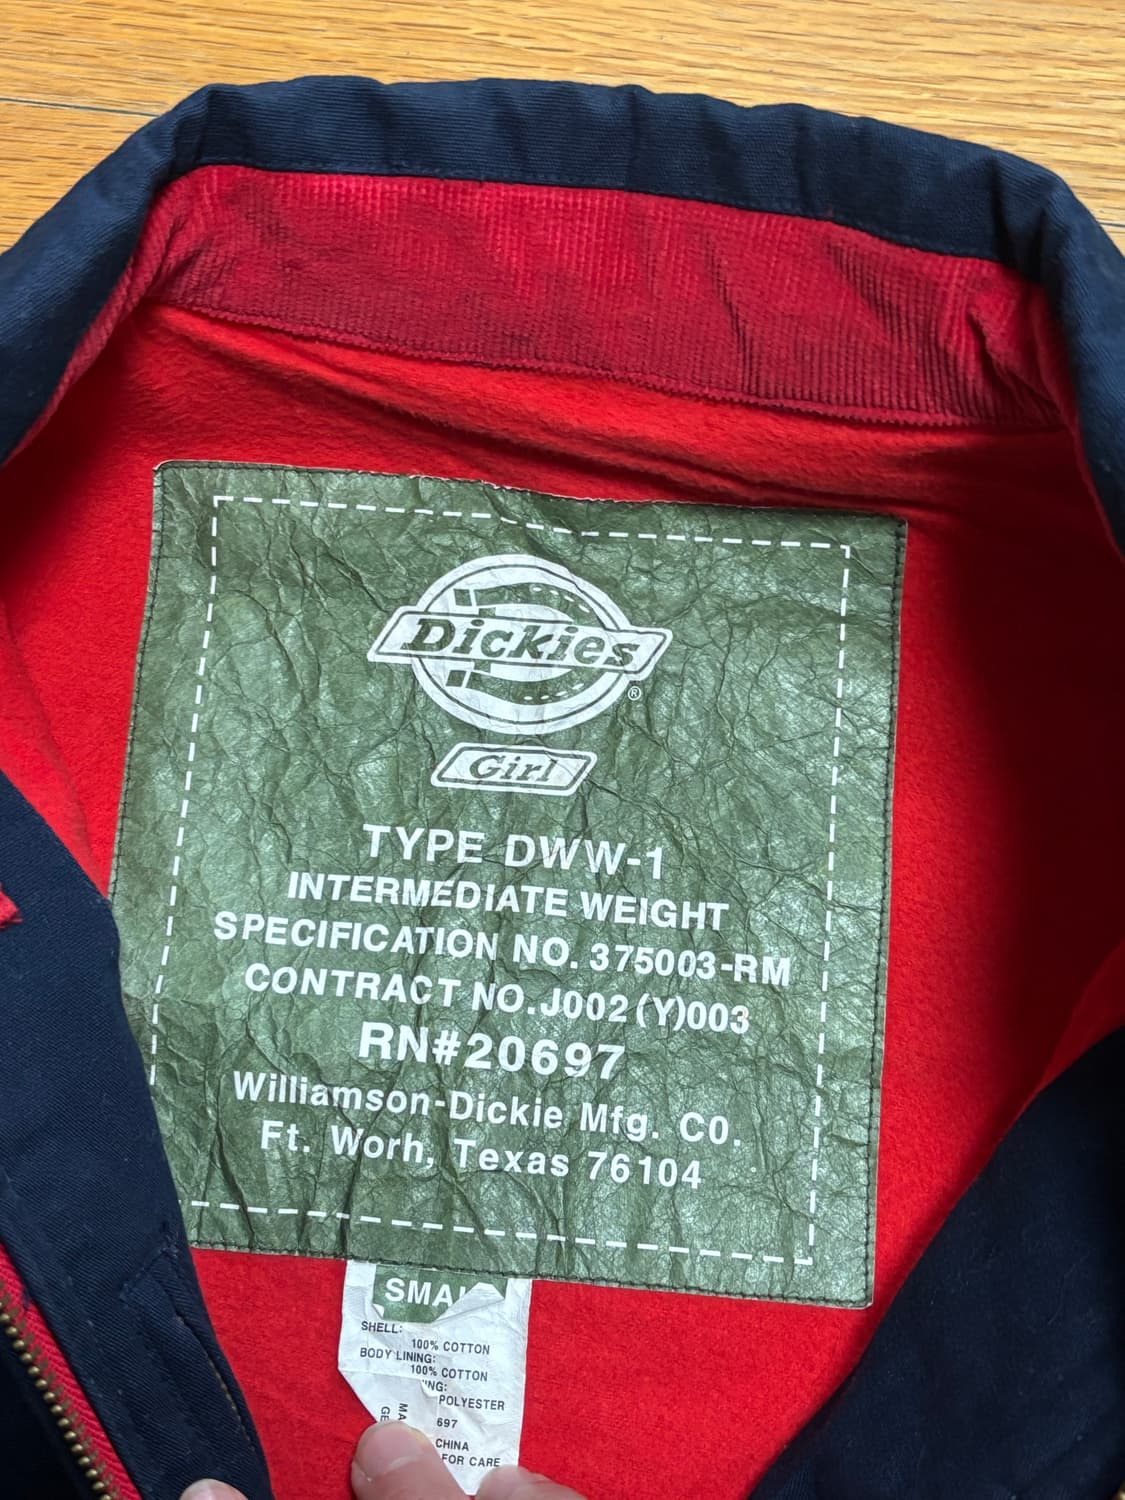 Dickies
®
Girl
TYPE DWW-1
INTERMEDIATE WEIGHT
SPECIFICATION NO. 375003-RM
CONTRACT NO. J002(Y)003
RN#20697
Williamson-Dickie Mfg. CO.
Ft. Worh, Texas 76104
SHELL:
100% COTTON
BODY LINING:
100% COTTON
POLYESTER
697
CHINA
FOR CARE